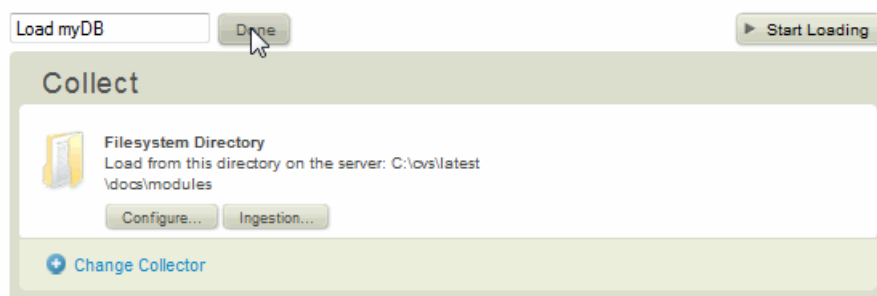 Load myDB Done Start Loading
Collect
Filesystem Directory
Load from this directory on the server: C:\cvs\latest
\docs\modules
Configure... Ingestion...
Change Collector